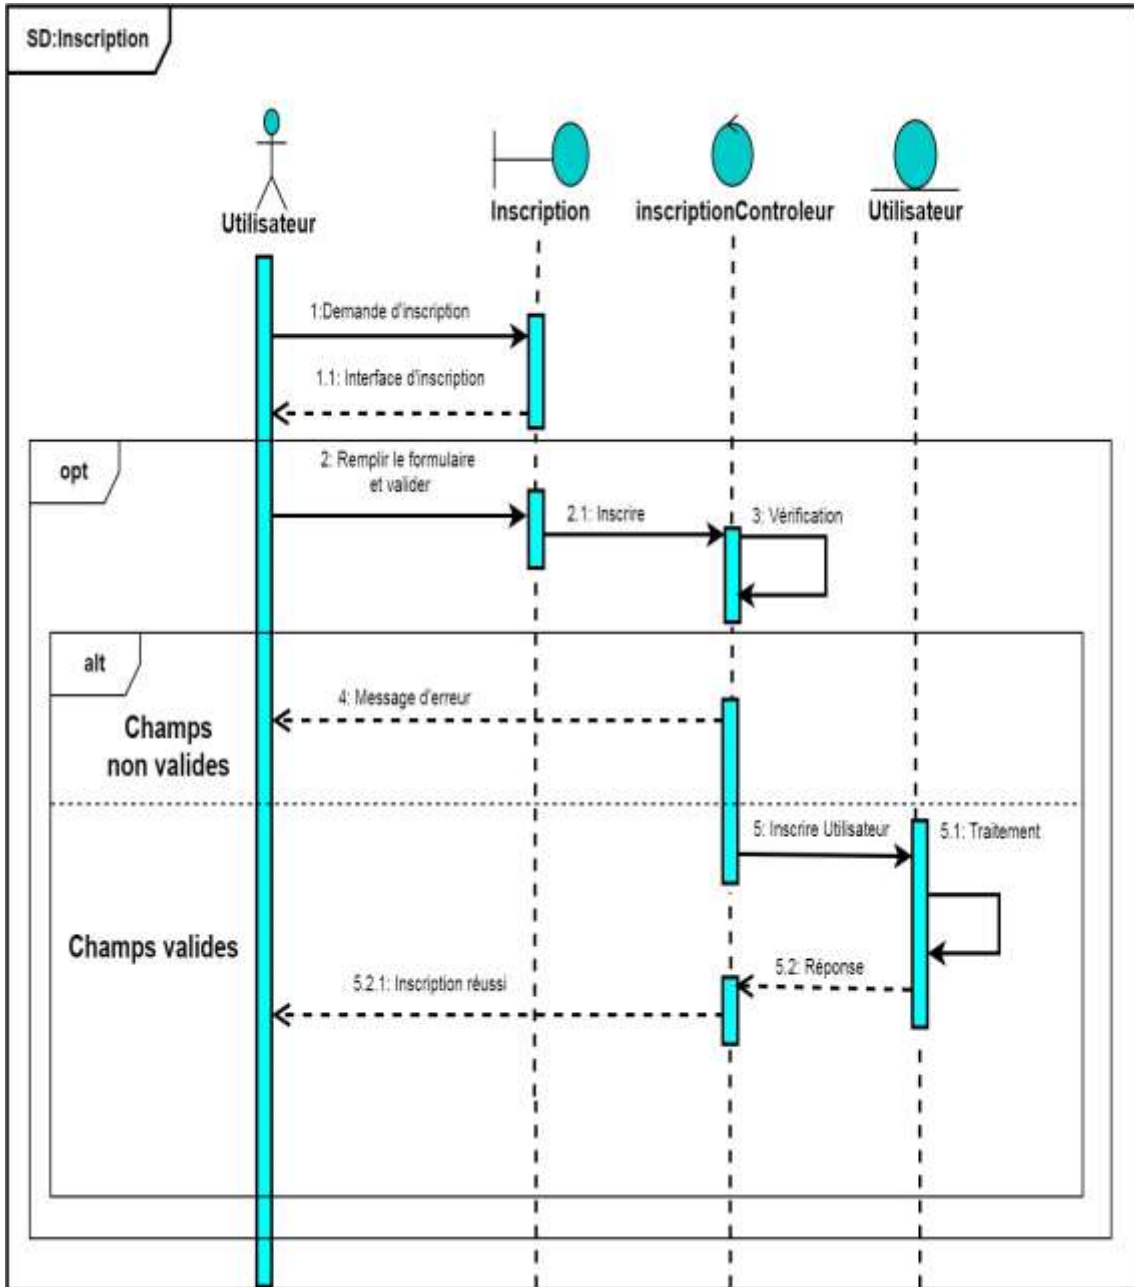 SD:Inscription
Utilisateur
Inscription
inscriptionControleur
Utilisateur
1:Demande d'inscription
1.1: Interface d'inscription
opt
2: Remplir le formulaire
et valider
2.1: Inscrire
3: Vérification
alt
4: Message d'erreur
Champs
non valides
5: Inscrire Utilisateur
5.1: Traitement
Champs valides
5.2: Réponse
5.2.1: Inscription réussi